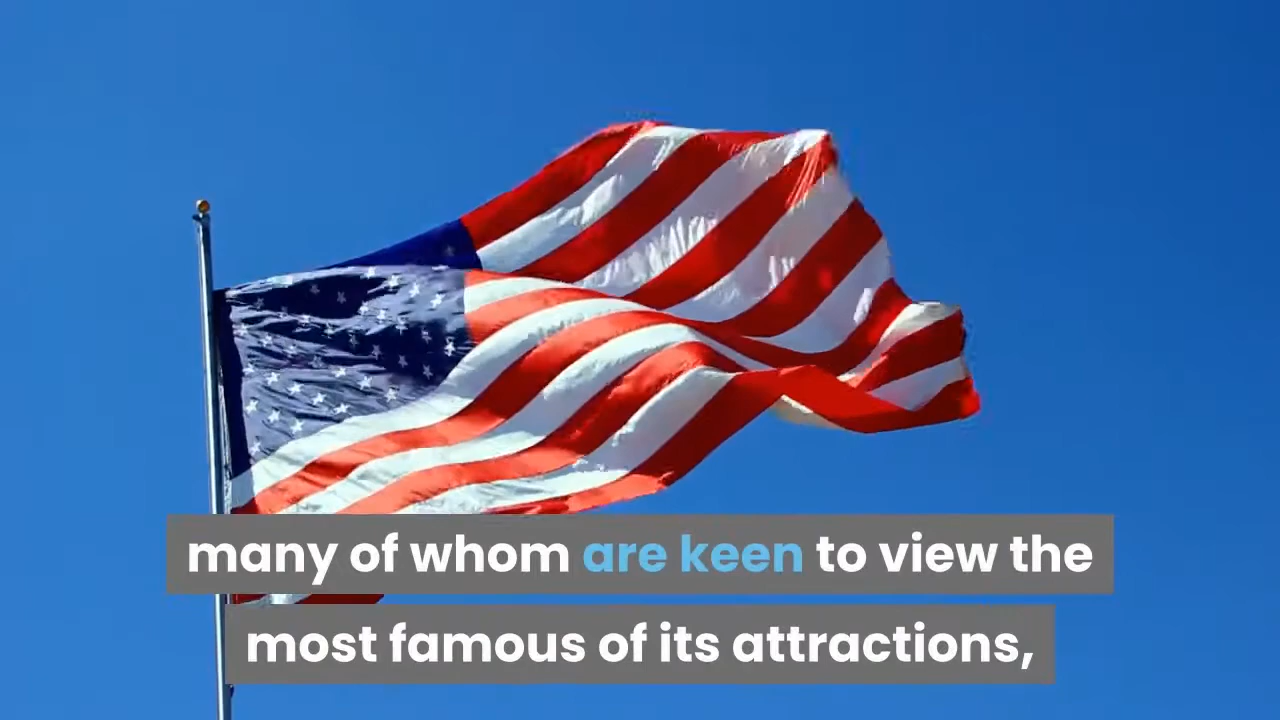 many of whom are keen to view the
most famous of its attractions,